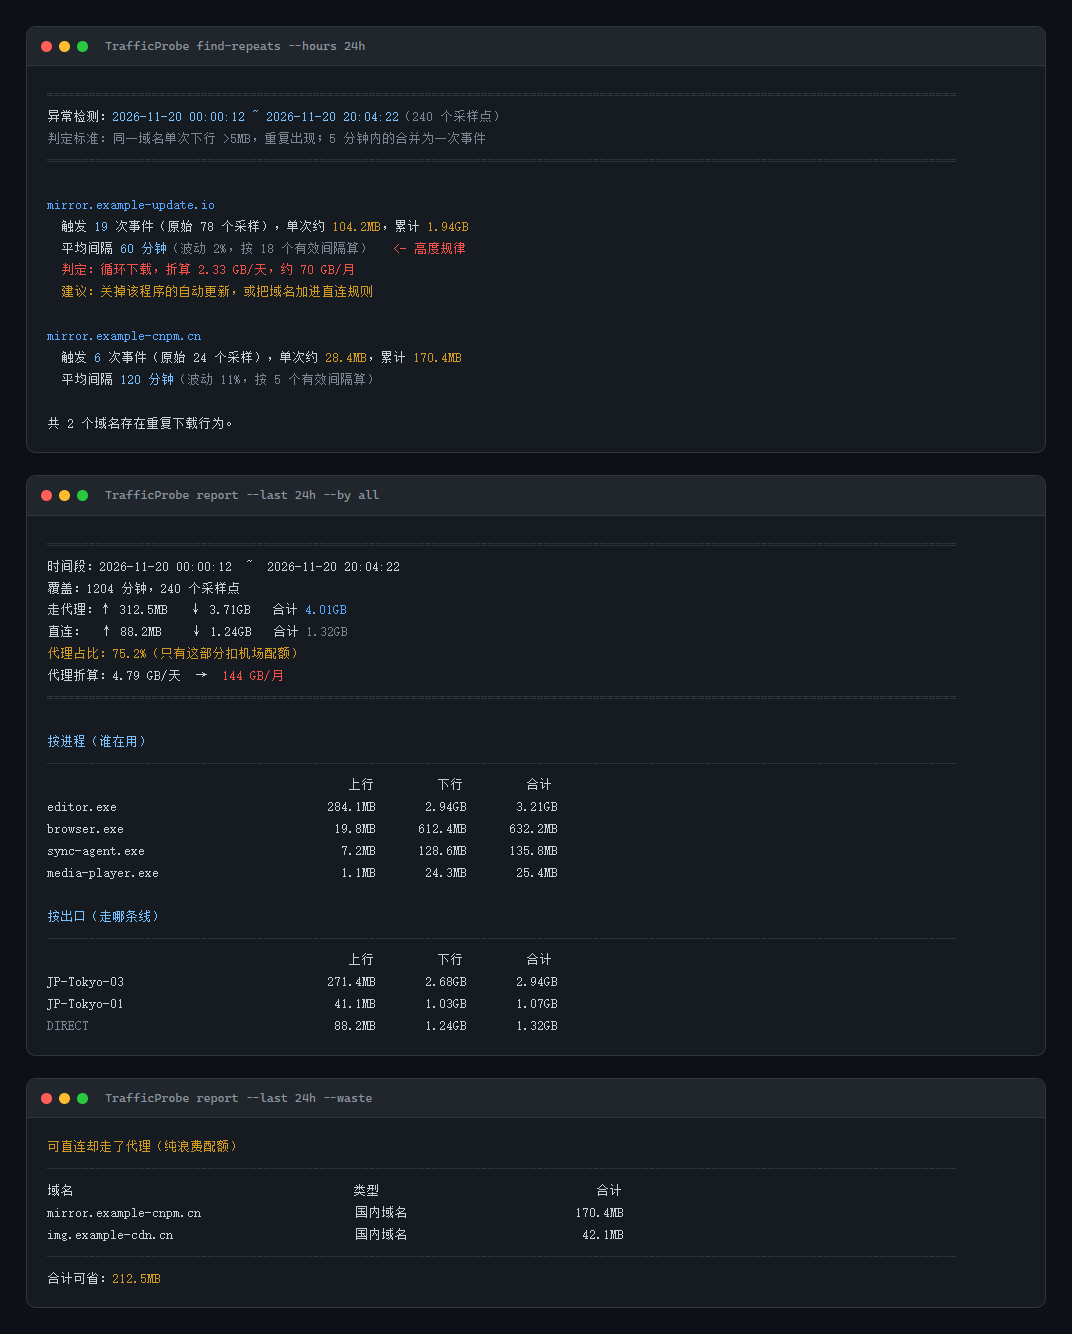 TrafficProbe find-repeats --hours 24h
异常检测：2026-11-20 00:00:12 ~ 2026-11-20 20:04:22（240 个采样点）
判定标准：同一域名单次下行 >5MB，重复出现；5 分钟内的合并为一次事件
mirror.example-update.io
触发 19 次事件（原始 78 个采样），单次约 104.2MB，累计 1.94GB
平均间隔 60 分钟（波动 2%，按 18 个有效间隔算） <- 高度规律
判定：循环下载，折算 2.33 GB/天，约 70 GB/月
建议：关掉该程序的自动更新，或把域名加进直连规则
mirror.example-cnpm.cn
触发 6 次事件（原始 24 个采样），单次约 28.4MB，累计 170.4MB
平均间隔 120 分钟（波动 11%，按 5 个有效间隔算）
共 2 个域名存在重复下载行为。
TrafficProbe report --last 24h --by all
时间段：2026-11-20 00:00:12 ~ 2026-11-20 20:04:22
覆盖：1204 分钟，240 个采样点
走代理：↑ 312.5MB ↓ 3.71GB 合计 4.01GB
直连： ↑ 88.2MB ↓ 1.24GB 合计 1.32GB
代理占比：75.2%（只有这部分扣机场配额）
代理折算：4.79 GB/天 → 144 GB/月
按进程（谁在用）
上行 下行 合计
editor.exe 284.1MB 2.94GB 3.21GB
browser.exe 19.8MB 612.4MB 632.2MB
sync-agent.exe 7.2MB 128.6MB 135.8MB
media-player.exe 1.1MB 24.3MB 25.4MB
按出口（走哪条线）
上行 下行 合计
JP-Tokyo-03 271.4MB 2.68GB 2.94GB
JP-Tokyo-01 41.1MB 1.03GB 1.07GB
DIRECT 88.2MB 1.24GB 1.32GB
TrafficProbe report --last 24h --waste
可直连却走了代理（纯浪费配额）
域名 类型 合计
mirror.example-cnpm.cn 国内域名 170.4MB
img.example-cdn.cn 国内域名 42.1MB
合计可省：212.5MB